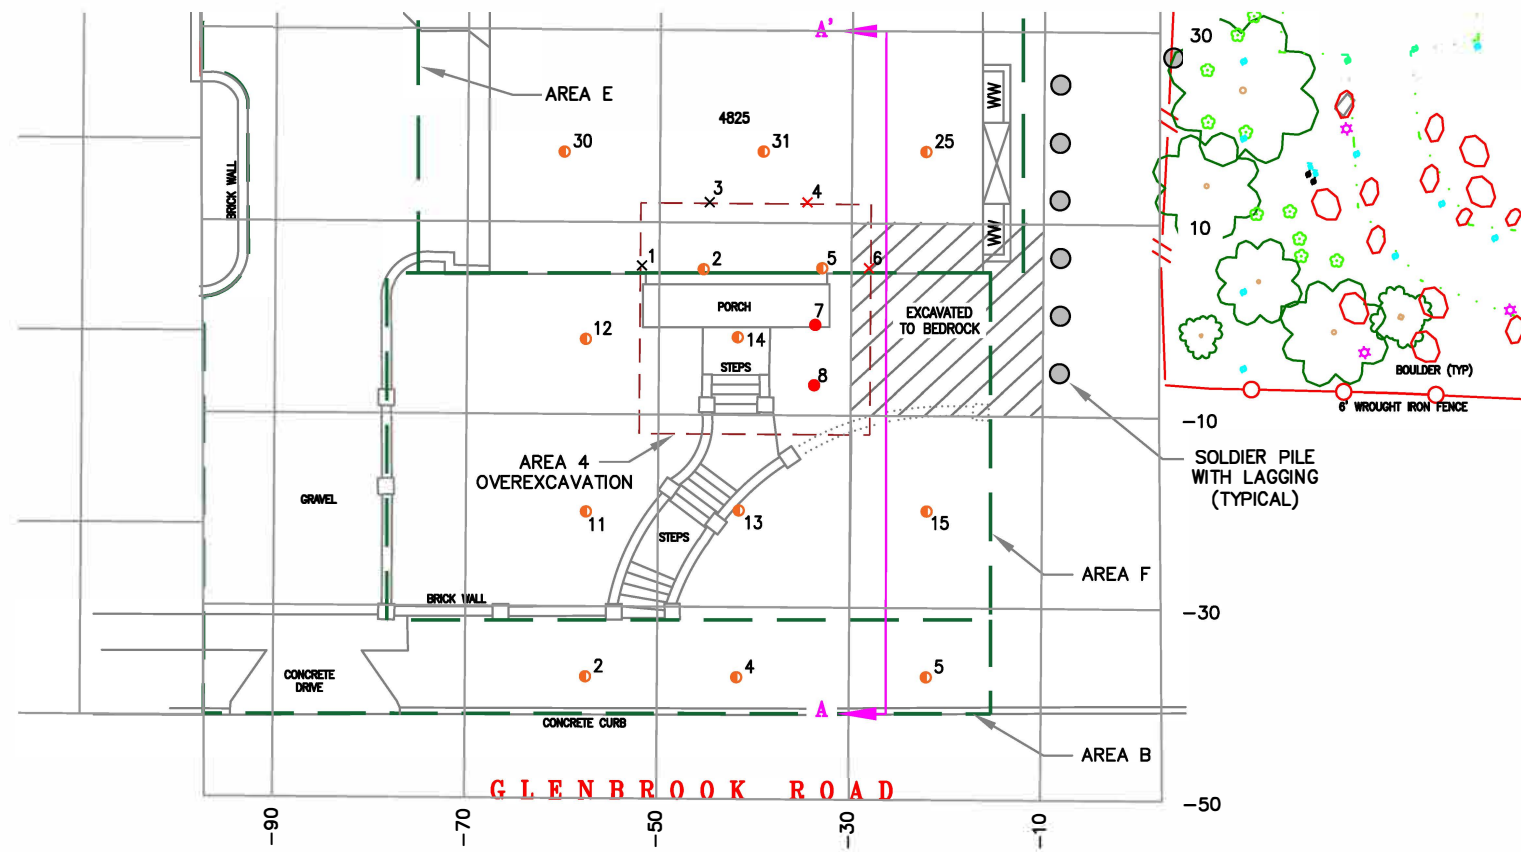 A'
30
AREA E
WW
4825
30
31
25
BRICK WALL
3
4
10
WW
1
2
5
6
PORCH
7
EXCAVATED
TO BEDROCK
12
14
STEPS
8
BOULDER (TYP)
6' WROUGHT IRON FENCE
-10
AREA 4
OVEREXCAVATION
SOLDIER PILE
WITH LAGGING
(TYPICAL)
GRAVEL
11
13
15
STEPS
AREA F
BRICK WALL
-30
2
4
5
CONCRETE
DRIVE
A
CONCRETE CURB
AREA B
GLENBROOK ROAD
-50
-90
-70
-50
-30
-10